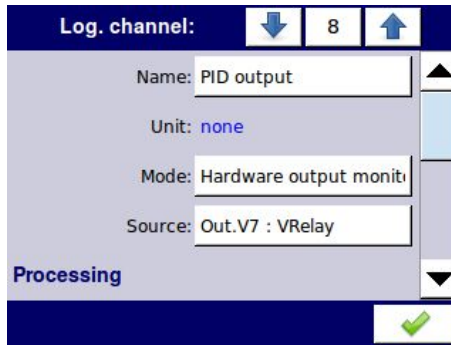 Log. channel: 8
Name: PID output
Unit: none
Mode: Hardware output monit
Source: Out.V7 : VRelay
Processing